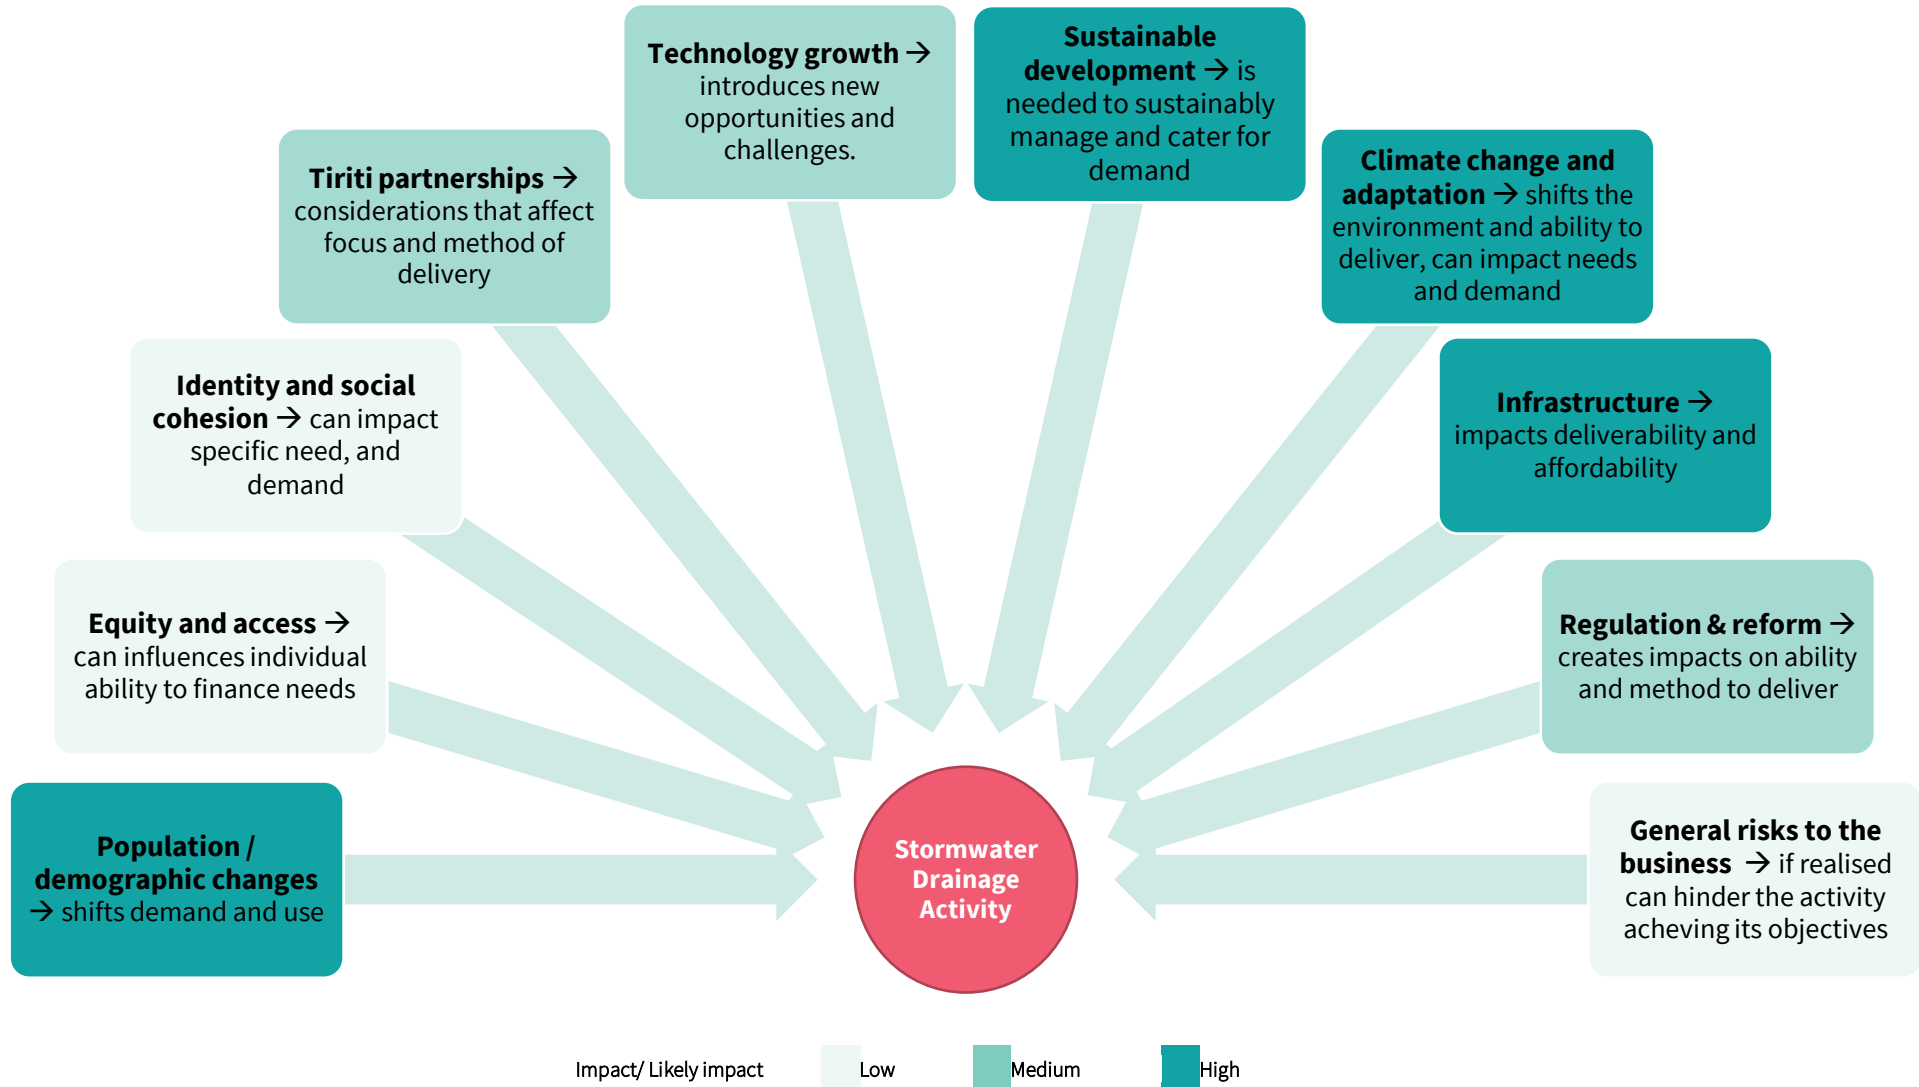 Technology growth →
introduces new
opportunities and
challenges.
Sustainable
development → is
needed to sustainably
manage and cater for
demand
Tiriti partnerships →
considerations that affect
focus and method of
delivery
Climate change and
adaptation → shifts the
environment and ability to
deliver, can impact needs
and demand
Identity and social
cohesion → can impact
specific need, and
demand
Infrastructure →
impacts deliverability and
affordability
Equity and access →
can influences individual
ability to finance needs
Regulation & reform →
creates impacts on ability
and method to deliver
Population /
demographic changes
→ shifts demand and use
Stormwater
Drainage
Activity
General risks to the
business → if realised
can hinder the activity
acheving its objectives
Impact/ Likely impact
Low
Medium
High